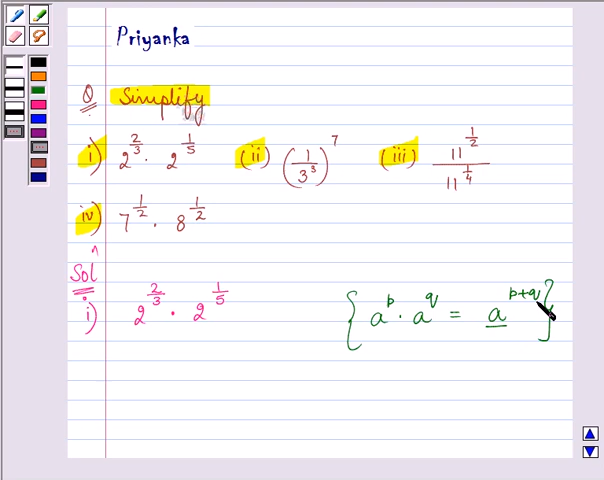 Priyanka
Q Simplify
i) 2^(2/3) · 2^(1/5) (ii) (1/3^3)^7 (iii) 11^(1/2) / 11^(1/4)
iv) 7^(1/2) · 8^(1/2)
Sol^n
i) 2^(2/3) · 2^(1/5) { a^p · a^q = a^(p+q) }